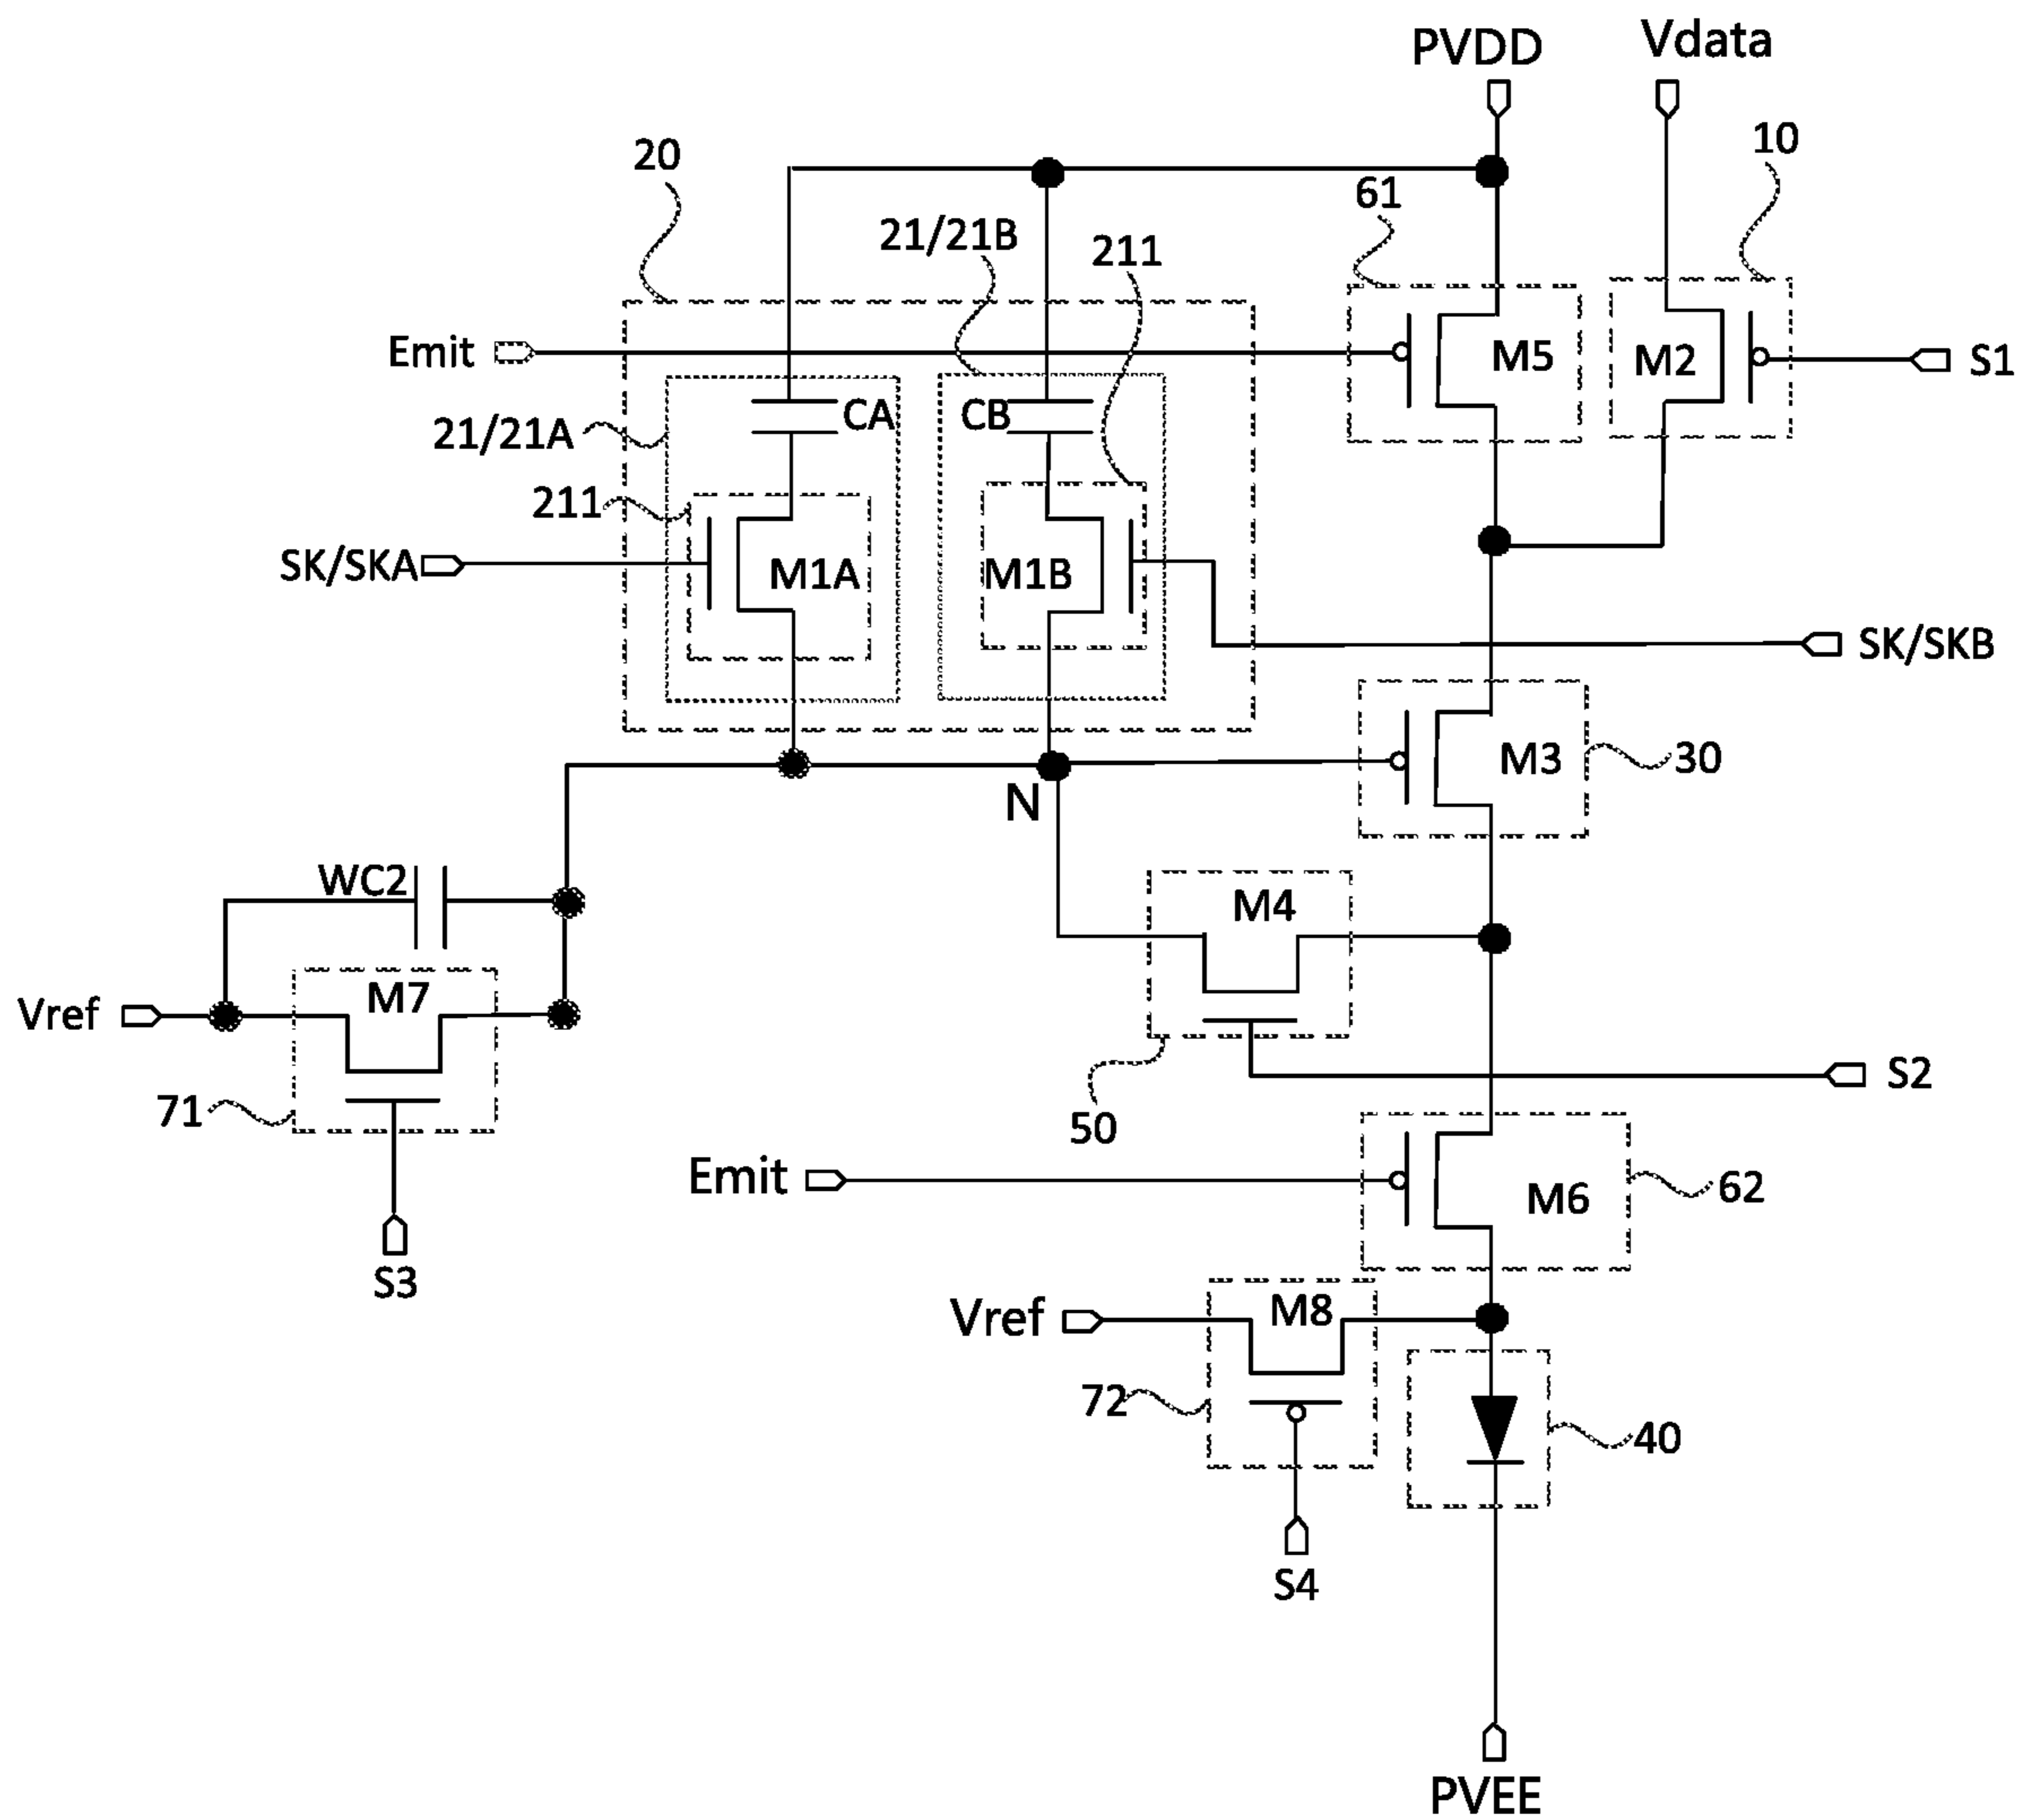 PVDD
Vdata
10
20
61
21/21B
211
Emit
M5
M2
S1
CA
CB
21/21A
211
SK/SKA
M1A
M1B
SK/SKB
M3
30
N
WC2
M4
M7
Vref
S2
71
50
Emit
M6
62
S3
Vref
M8
72
40
S4
PVEE